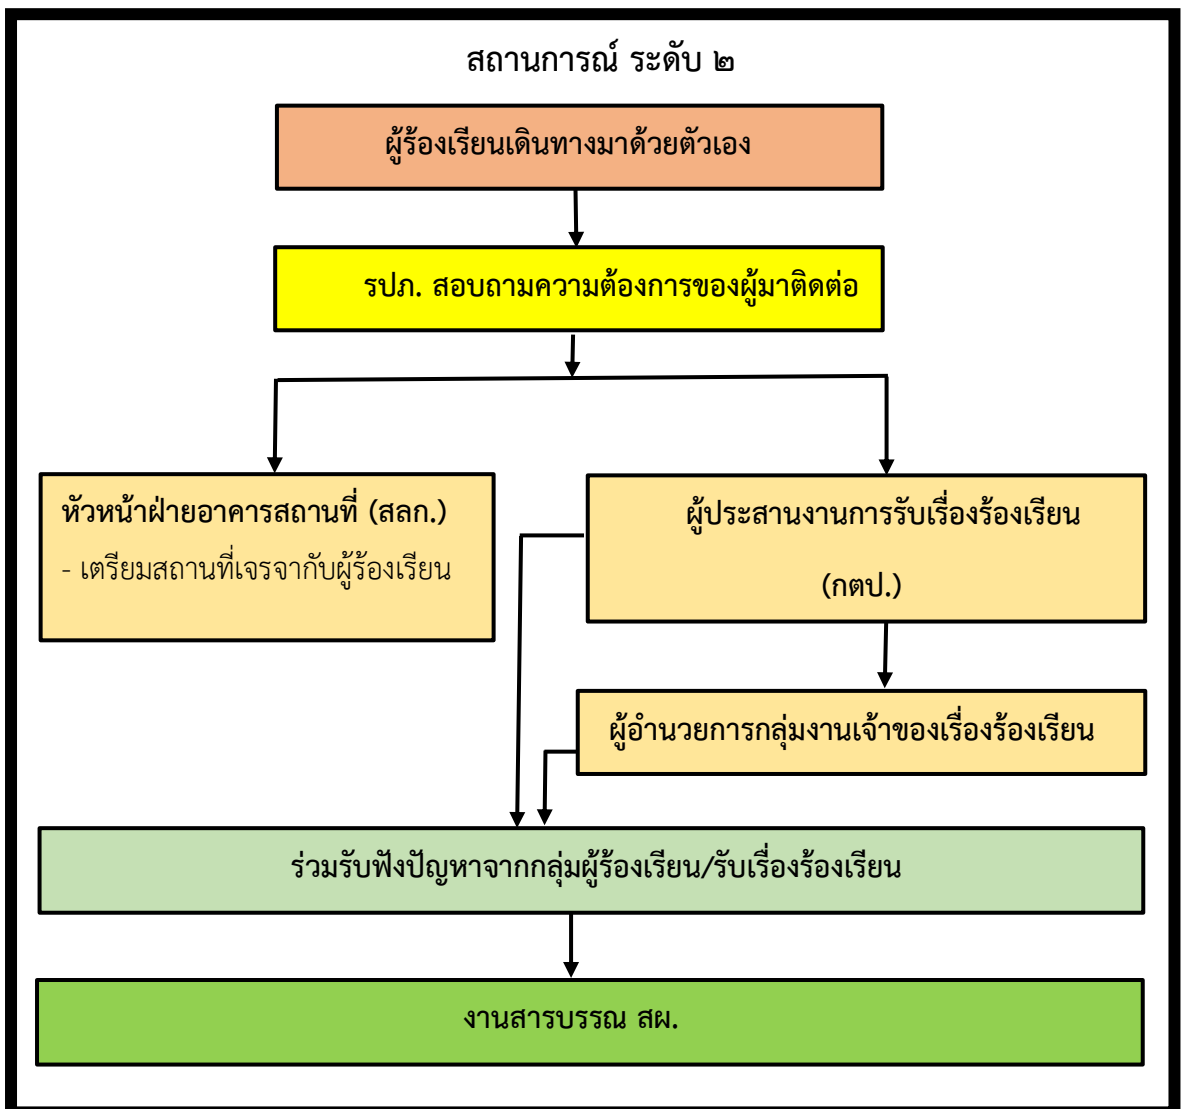 สถานการณ์ ระดับ ๒
ผู้ร้องเรียนเดินทางมาด้วยตัวเอง
รปภ. สอบถามความต้องการของผู้มาติดต่อ
หัวหน้าฝ่ายอาคารสถานที่ (สลก.)
- เตรียมสถานที่เจรจากับผู้ร้องเรียน
ผู้ประสานงานการรับเรื่องร้องเรียน
(กตป.)
ผู้อำนวยการกลุ่มงานเจ้าของเรื่องร้องเรียน
ร่วมรับฟังปัญหาจากกลุ่มผู้ร้องเรียน/รับเรื่องร้องเรียน
งานสารบรรณ สผ.